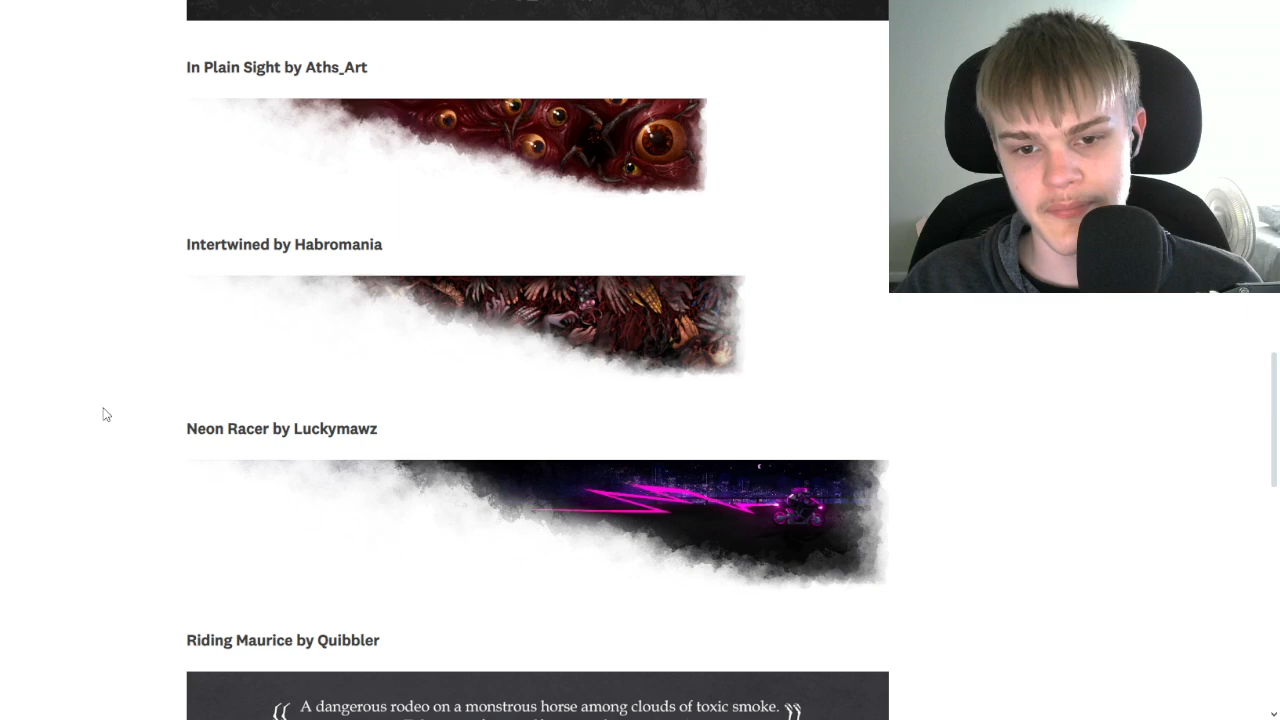 In Plain Sight by Aths_Art
Intertwined by Habromania
Neon Racer by Luckymawz
Riding Maurice by Quibbler
A dangerous rodeo on a monstrous horse among clouds of toxic smoke.